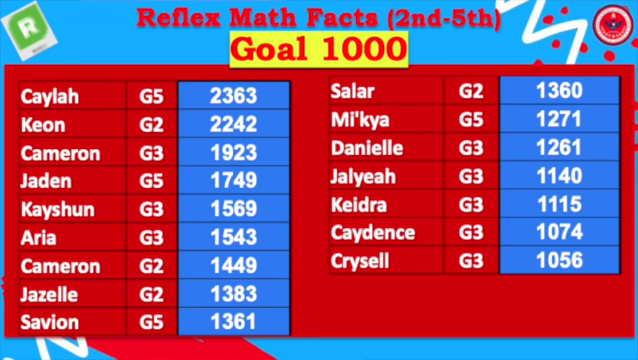 Reflex Math Facts (2nd-5th)
Goal 1000
Caylah G5 2363
Keon G2 2242
Cameron G3 1923
Jaden G5 1749
Kayshun G3 1569
Aria G3 1543
Cameron G2 1449
Jazelle G2 1383
Savion G5 1361
Salar G2 1360
Mi'kya G5 1271
Danielle G3 1261
Jalyeah G3 1140
Keidra G3 1115
Caydence G3 1074
Crysell G3 1056
R